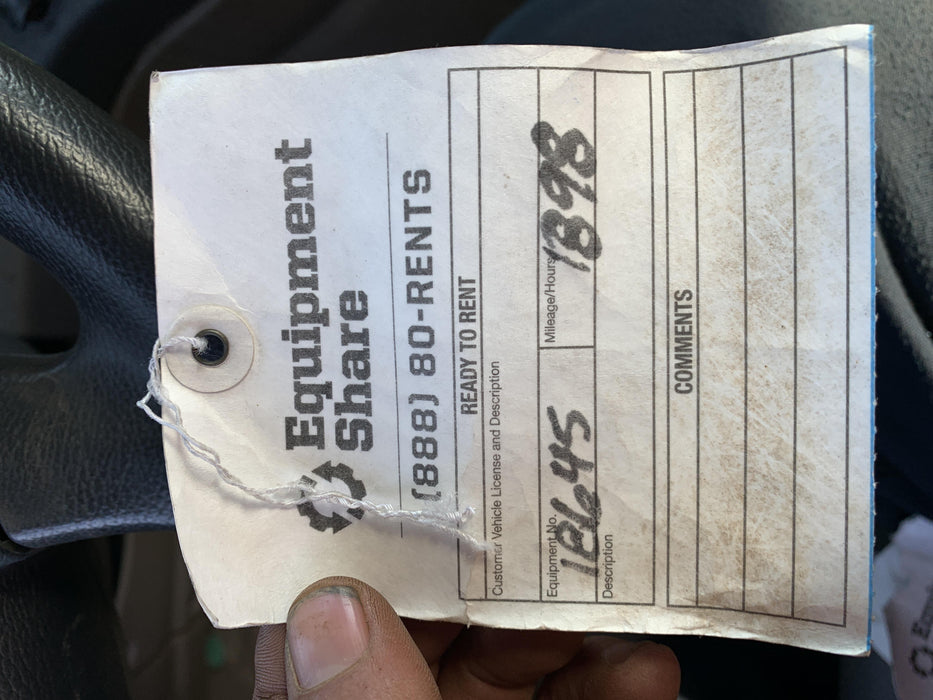 Equipment
Share
(888) 80-RENTS
READY TO RENT
Customer Vehicle License and Description
Equipment No. Mileage/Hours
18645 1898
Description
COMMENTS